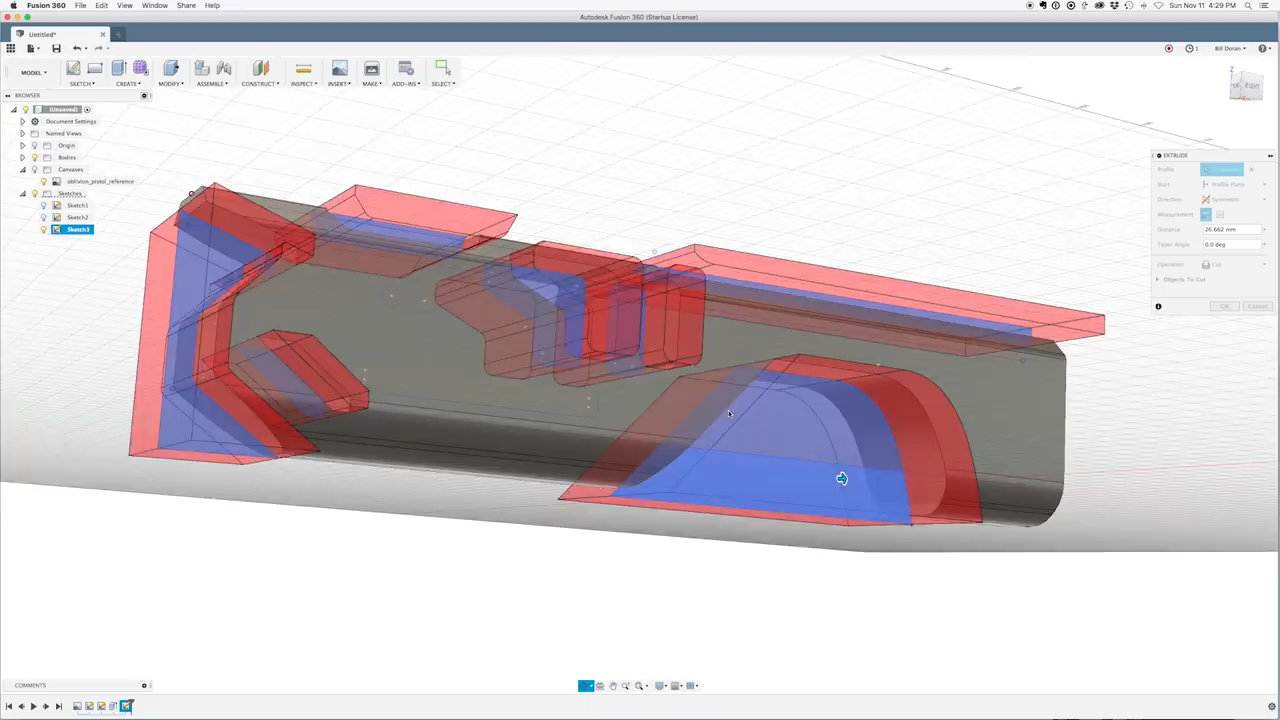 Fusion 360 File Edit View Window Share Help
Sun Nov 11 4:29 PM
Autodesk Fusion 360 (Startup License)
Untitled*
1
Bill Doran
MODEL
SKETCH
CREATE
MODIFY
ASSEMBLE
CONSTRUCT
INSPECT
INSERT
MAKE
ADD-INS
SELECT
BROWSER
Z
RIGHT
(Unsaved)
Document Settings
Named Views
Origin
Bodies
Canvases
oblivion_pistol_reference
Sketches
Sketch1
Sketch2
Sketch3
EXTRUDE
Profile
Start
Profile Plane
Direction
Symmetric
Measurement
Distance
26.662 mm
Taper Angle
0.0 deg
Operation
Cut
Objects To Cut
OK
Cancel
COMMENTS